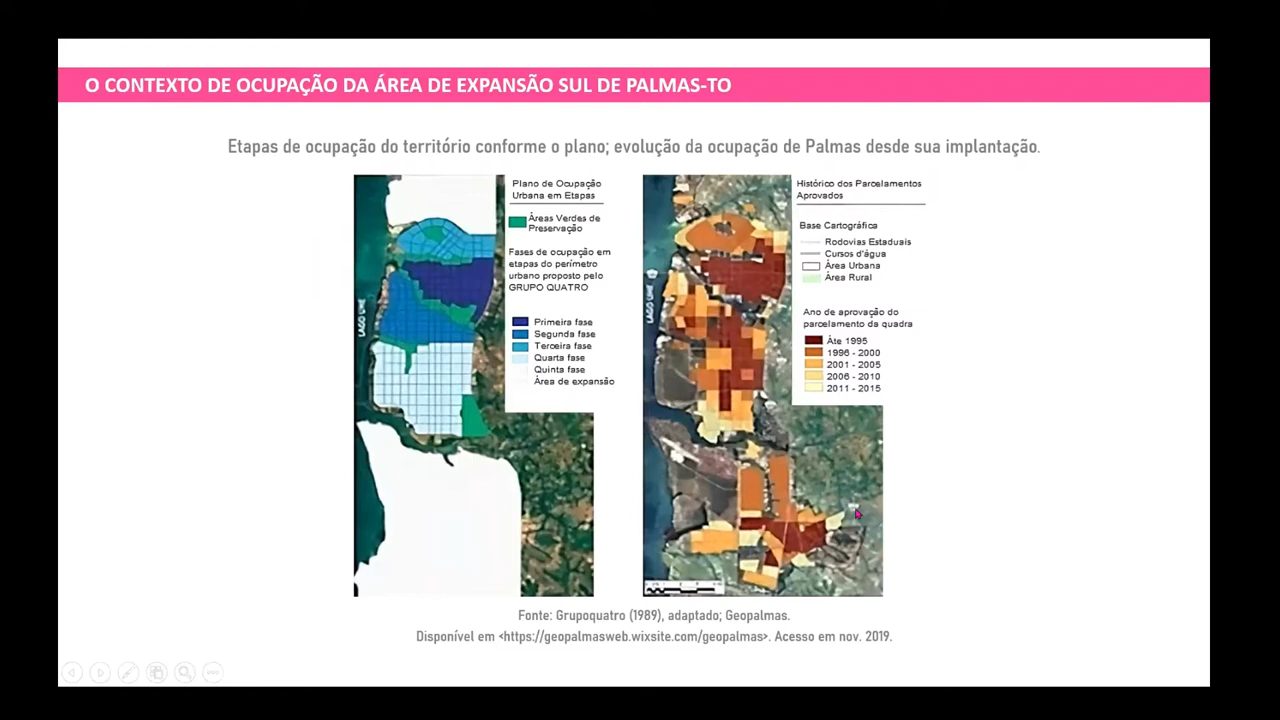 O CONTEXTO DE OCUPAÇÃO DA ÁREA DE EXPANSÃO SUL DE PALMAS-TO
Etapas de ocupação do território conforme o plano; evolução da ocupação de Palmas desde sua implantação.
Plano de Ocupação
Urbana em Etapas
Áreas Verdes de
Preservação
Fases de ocupação em
etapas do perímetro
urbano proposto pelo
GRUPO QUATRO
Primeira fase
Segunda fase
Terceira fase
Quarta fase
Quinta fase
Área de expansão
LAGO UHE
Histórico dos Parcelamentos
Aprovados
Base Cartográfica
Rodovias Estaduais
Cursos d'água
Área Urbana
Área Rural
Ano de aprovação do
parcelamento da quadra
Áte 1995
1996 - 2000
2001 - 2005
2006 - 2010
2011 - 2015
LAGO UHE
Fonte: Grupoquatro (1989), adaptado; Geopalmas.
Disponível em <https://geopalmasweb.wixsite.com/geopalmas>. Acesso em nov. 2019.